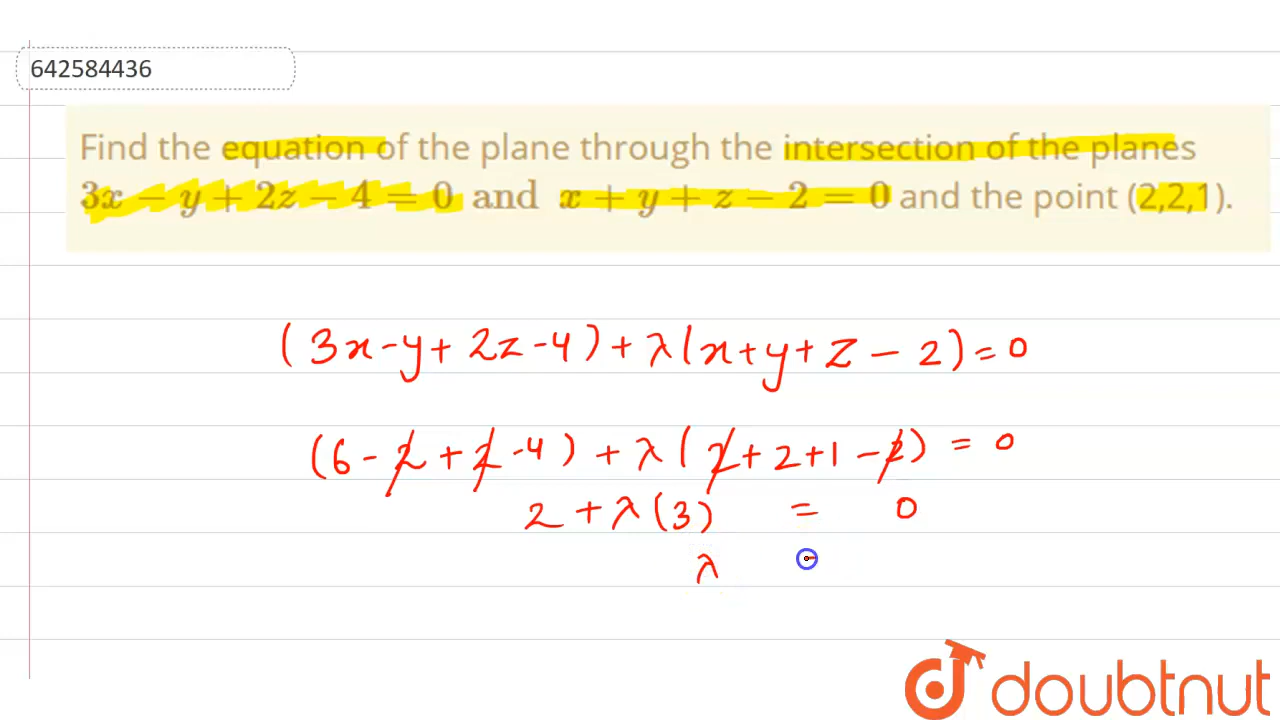 642584436
Find the equation of the plane through the intersection of the planes
3x − y + 2z − 4 = 0 and x + y + z − 2 = 0 and the point (2,2,1).
(3x-y+2z-4)+λ(x+y+z-2)=0
(6-2+2-4)+λ(2+2+1-2)=0
2+λ(3) = 0
λ =
doubtnut